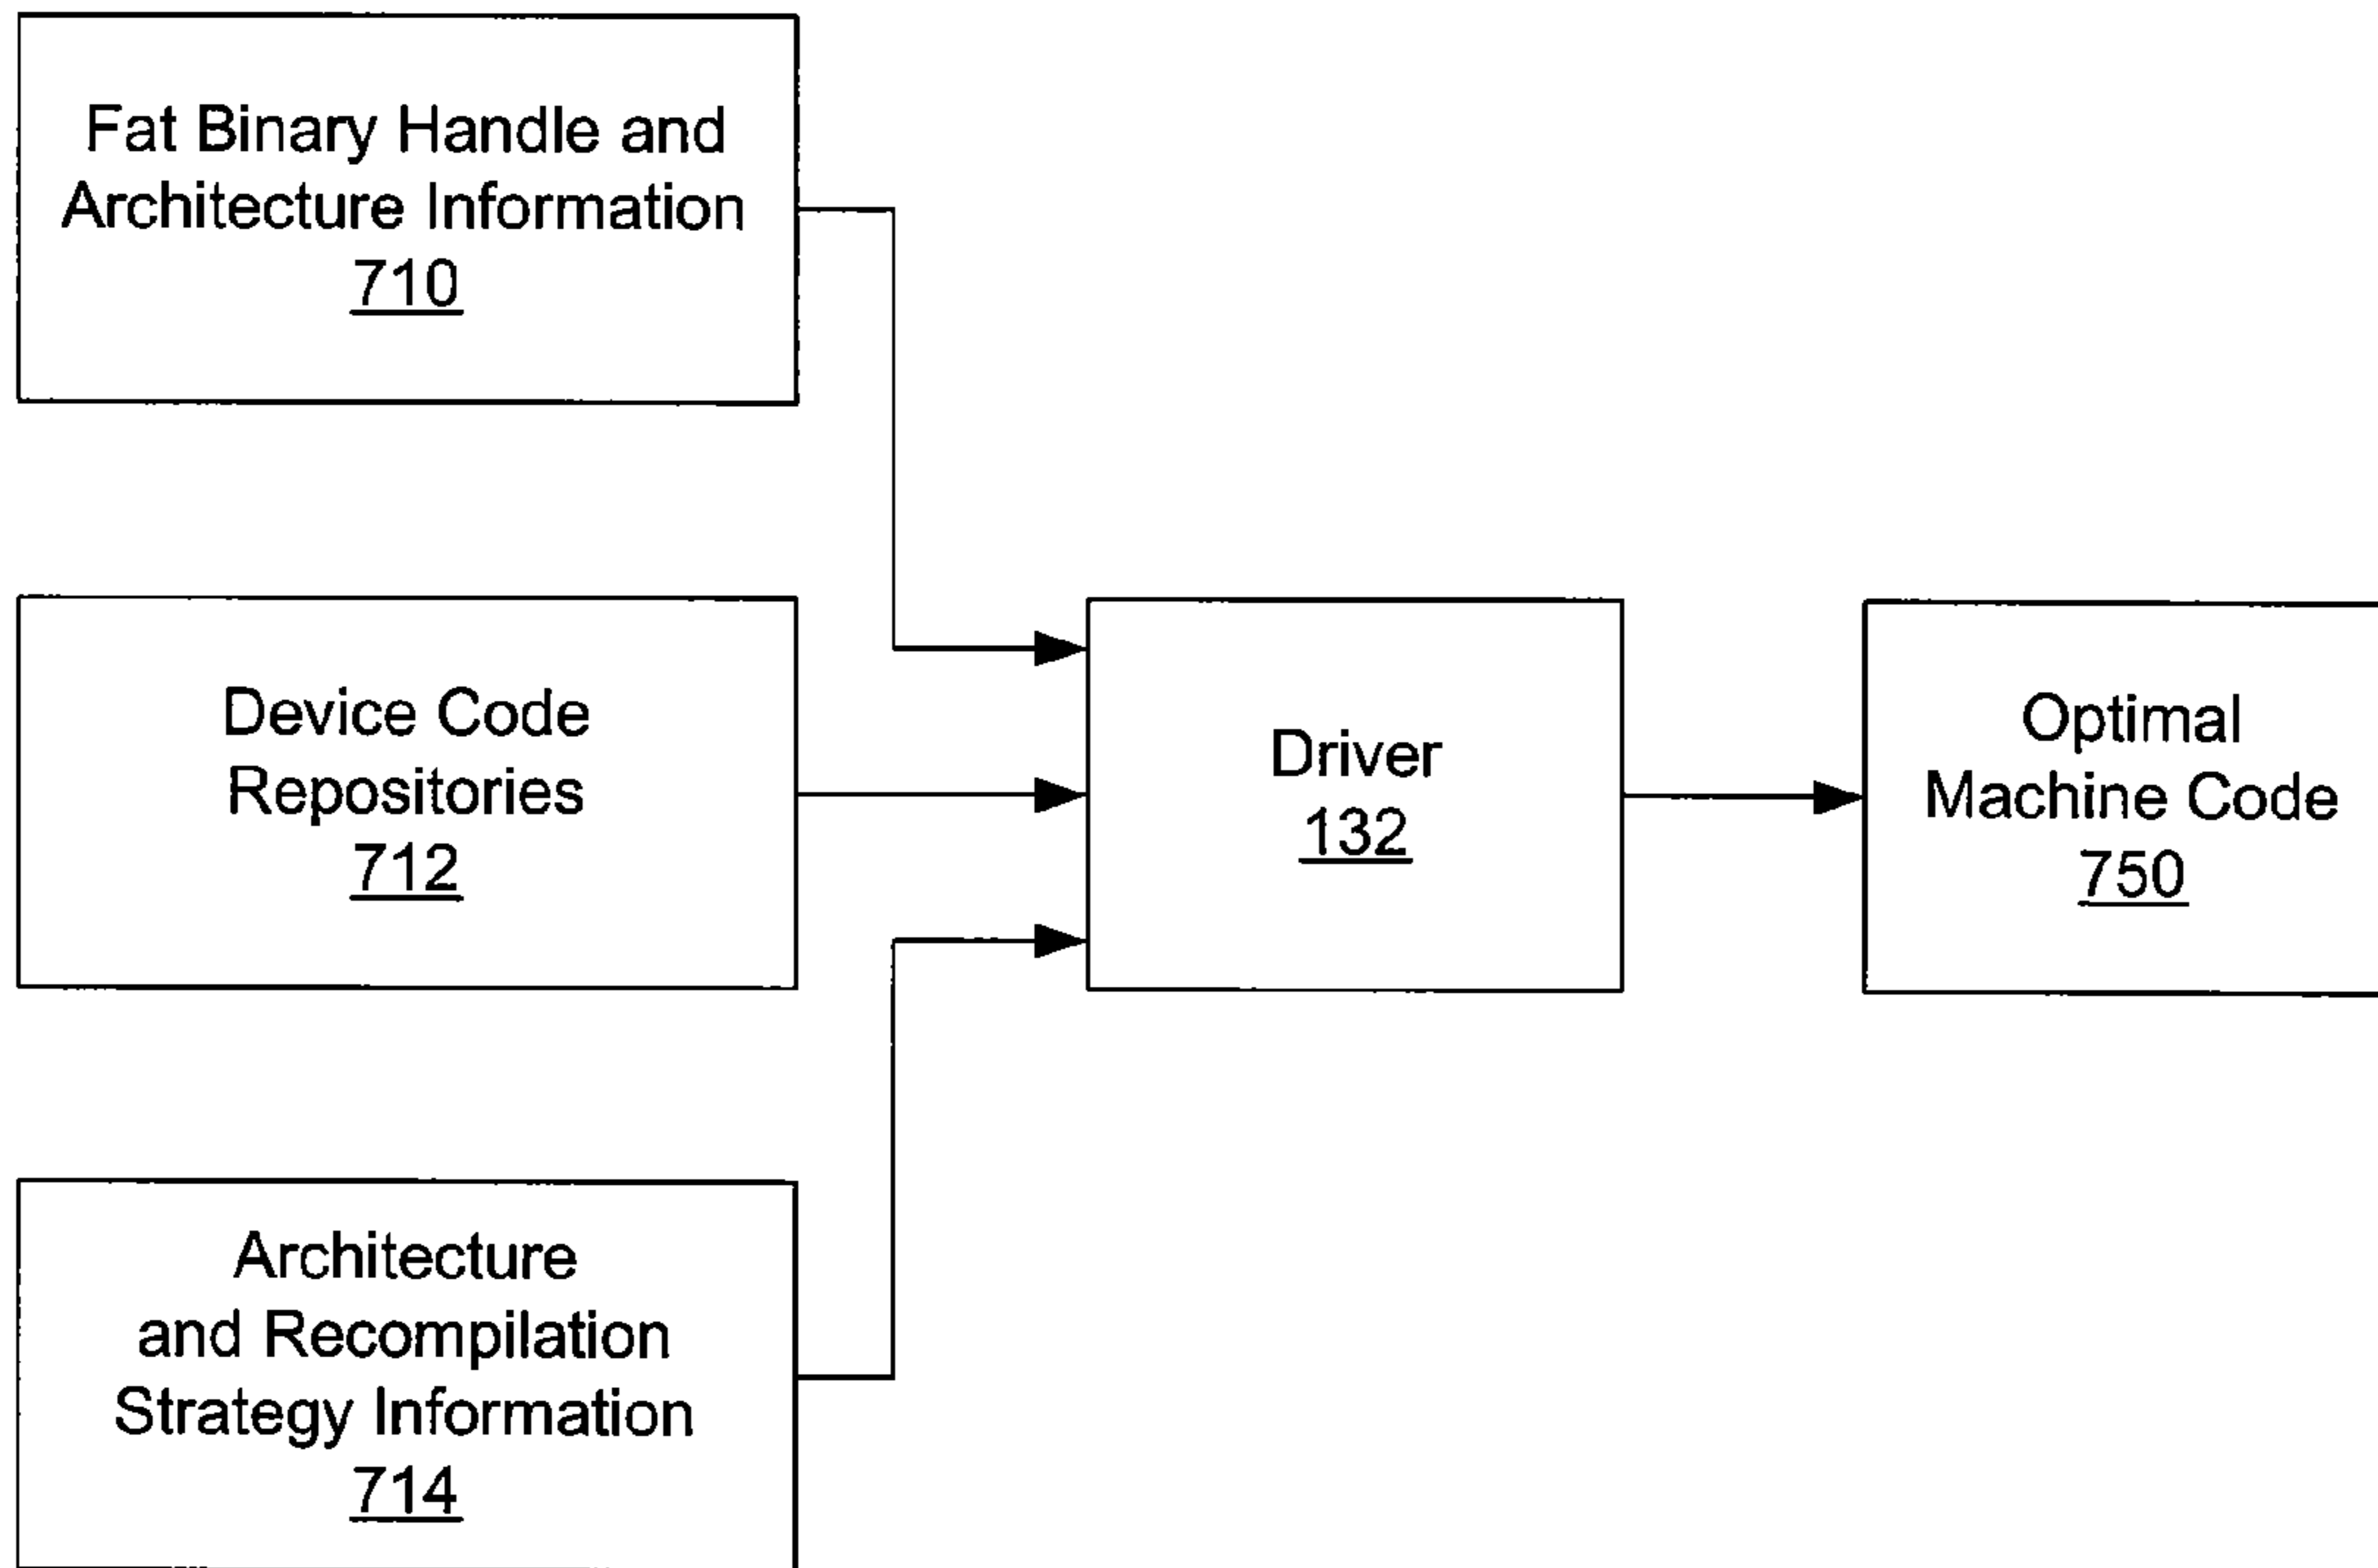 Fat Binary Handle and
Architecture Information
710
Device Code
Repositories
712
Architecture
and Recompilation
Strategy Information
714
Driver
132
Optimal
Machine Code
750